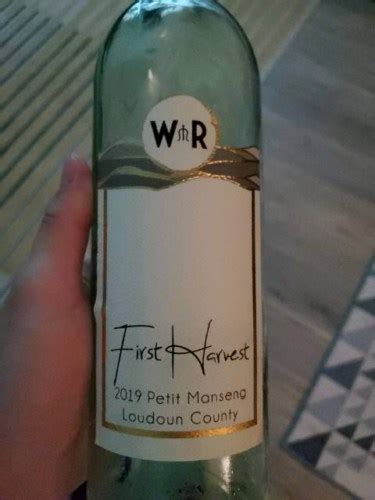 W R
First Harvest
2019 Petit Manseng
Loudoun County